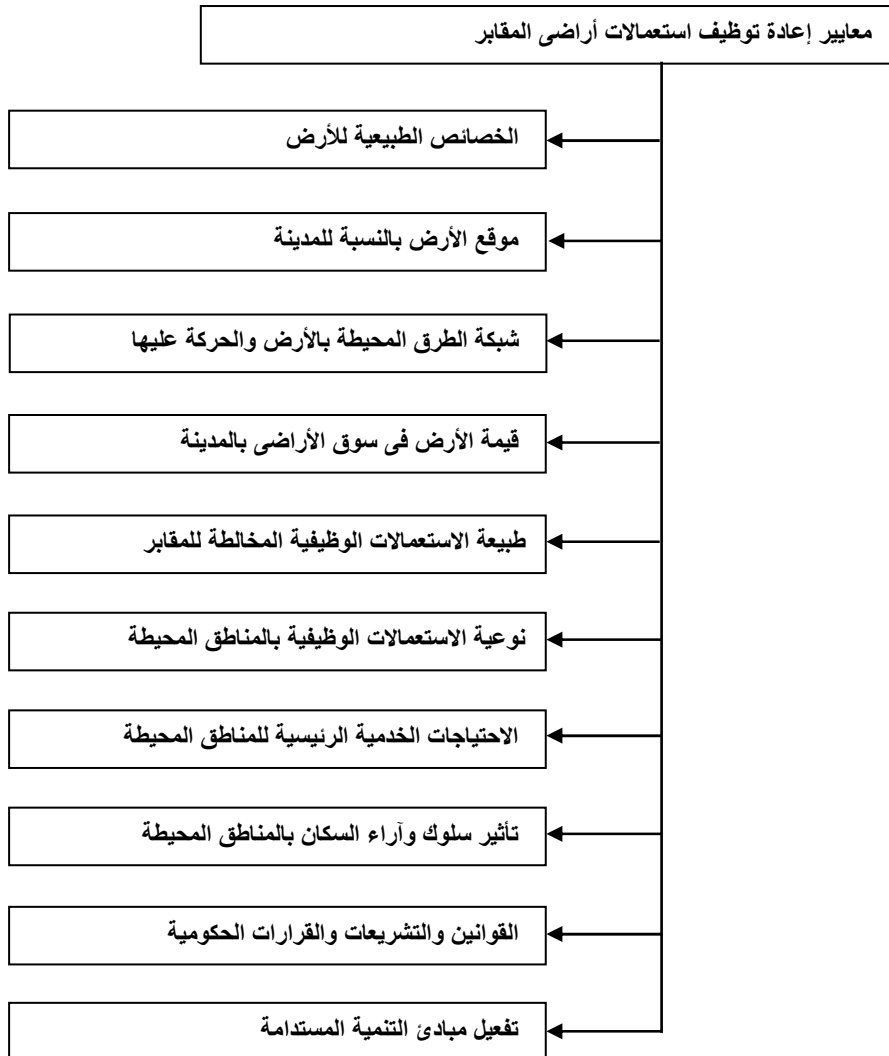 معايير إعادة توظيف استعمالات أراضى المقابر
الخصائص الطبيعية للأرض
موقع الأرض بالنسبة للمدينة
شبكة الطرق المحيطة بالأرض والحركة عليها
قيمة الأرض فى سوق الأراضى بالمدينة
طبيعة الاستعمالات الوظيفية المخالطة للمقابر
نوعية الاستعمالات الوظيفية بالمناطق المحيطة
الاحتياجات الخدمية الرئيسية للمناطق المحيطة
تأثير سلوك وآراء السكان بالمناطق المحيطة
القوانين والتشريعات والقرارات الحكومية
تفعيل مبادئ التنمية المستدامة